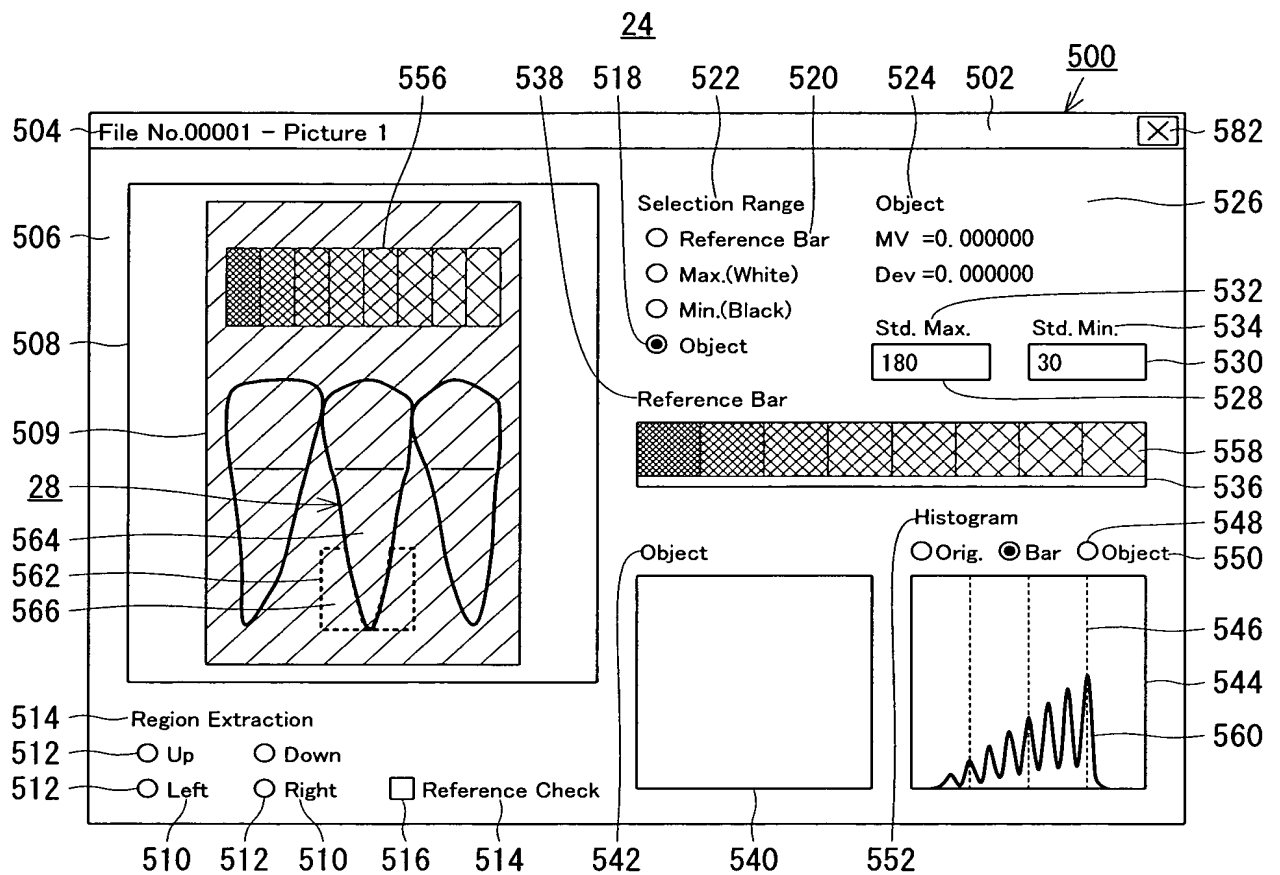 24
556 538 518 522 520 524 502 500
504 File No.00001 - Picture 1 582
Selection Range Object 526
506 Reference Bar MV =0.000000
Max.(White) Dev =0.000000
532
Min.(Black) Std. Max. Std. Min. 534
508 Object 180 30 530
Reference Bar 528
509 558
28 536
Histogram 548
564 Object Orig. Bar Object 550
562
566
546
544
514 Region Extraction 560
512 Up Down
512 Left Right Reference Check
510 512 510 516 514 542 540 552